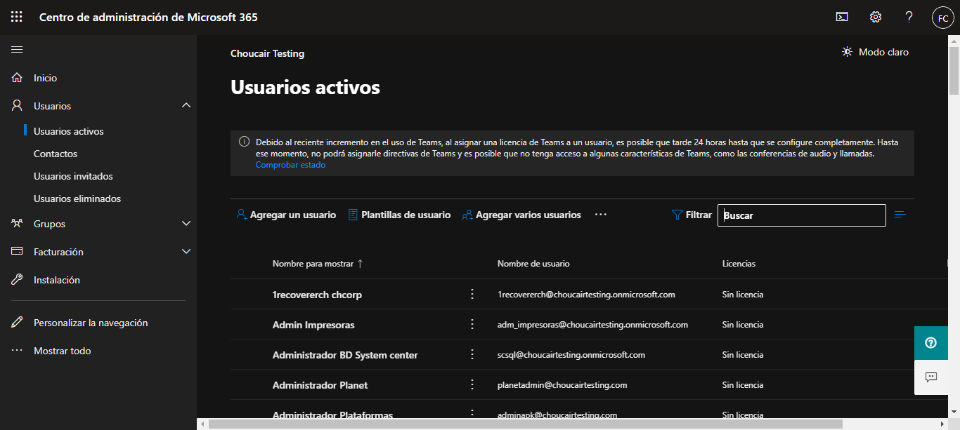 Centro de administración de Microsoft 365
?
FC
Choucair Testing
Modo claro
Inicio
Usuarios
Usuarios activos
Contactos
Usuarios invitados
Usuarios eliminados
Grupos
Facturación
Instalación
Personalizar la navegación
Mostrar todo
Usuarios activos
Debido al reciente incremento en el uso de Teams, al asignar una licencia de Teams a un usuario, es posible que tarde 24 horas hasta que se configure completamente. Hasta
ese momento, no podrá asignarle directivas de Teams y es posible que no tenga acceso a algunas características de Teams, como las conferencias de audio y llamadas.
Comprobar estado
Agregar un usuario Plantillas de usuario Agregar varios usuarios Filtrar Buscar
Nombre para mostrar ↑ Nombre de usuario Licencias
1recovererch chcorp 1recovererch@choucairtesting.onmicrosoft.com Sin licencia
Admin Impresoras adm_impresoras@choucairtesting.onmicrosoft.com Sin licencia
Administrador BD System center scsql@choucairtesting.onmicrosoft.com Sin licencia
Administrador Planet planetadmin@choucairtesting.com Sin licencia
Administrador Plataformas adminapk@choucairtesting.com Sin licencia